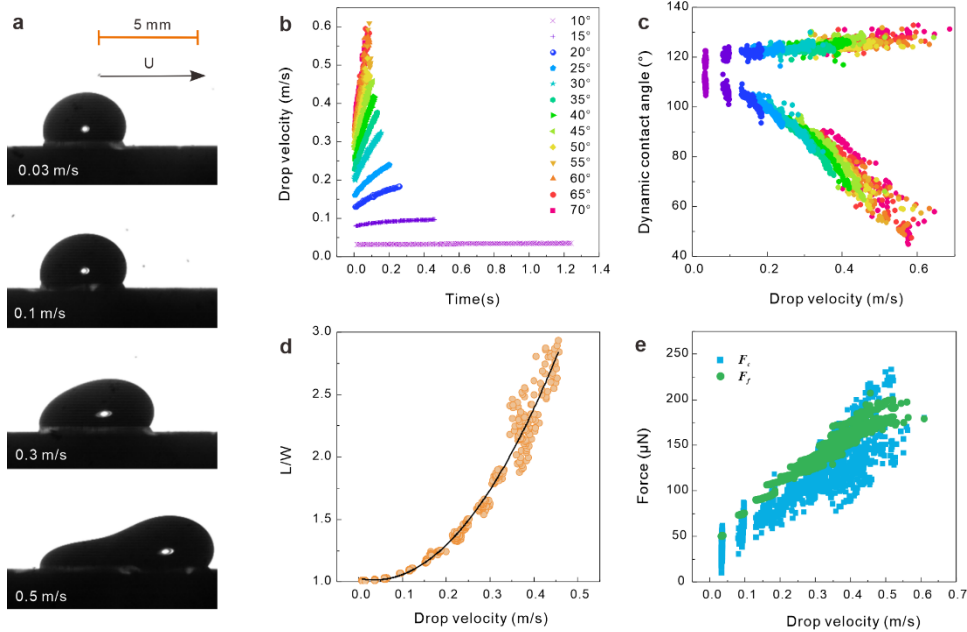 a
5 mm
U
0.03 m/s
0.1 m/s
0.3 m/s
0.5 m/s
b
Drop velocity (m/s)
0.6
0.5
0.4
0.3
0.2
0.1
0.0
0.0 0.2 0.4 0.6 0.8 1.0 1.2 1.4
Time(s)
10°
15°
20°
25°
30°
35°
40°
45°
50°
55°
60°
65°
70°
c
Dynamic contact angle (°)
140
120
100
80
60
40
0.0 0.2 0.4 0.6
Drop velocity (m/s)
d
L/W
3.0
2.5
2.0
1.5
1.0
0.0 0.1 0.2 0.3 0.4 0.5
Drop velocity (m/s)
e
Force (μN)
250
200
150
100
50
0
0.0 0.1 0.2 0.3 0.4 0.5 0.6 0.7
Drop velocity (m/s)
F
F f